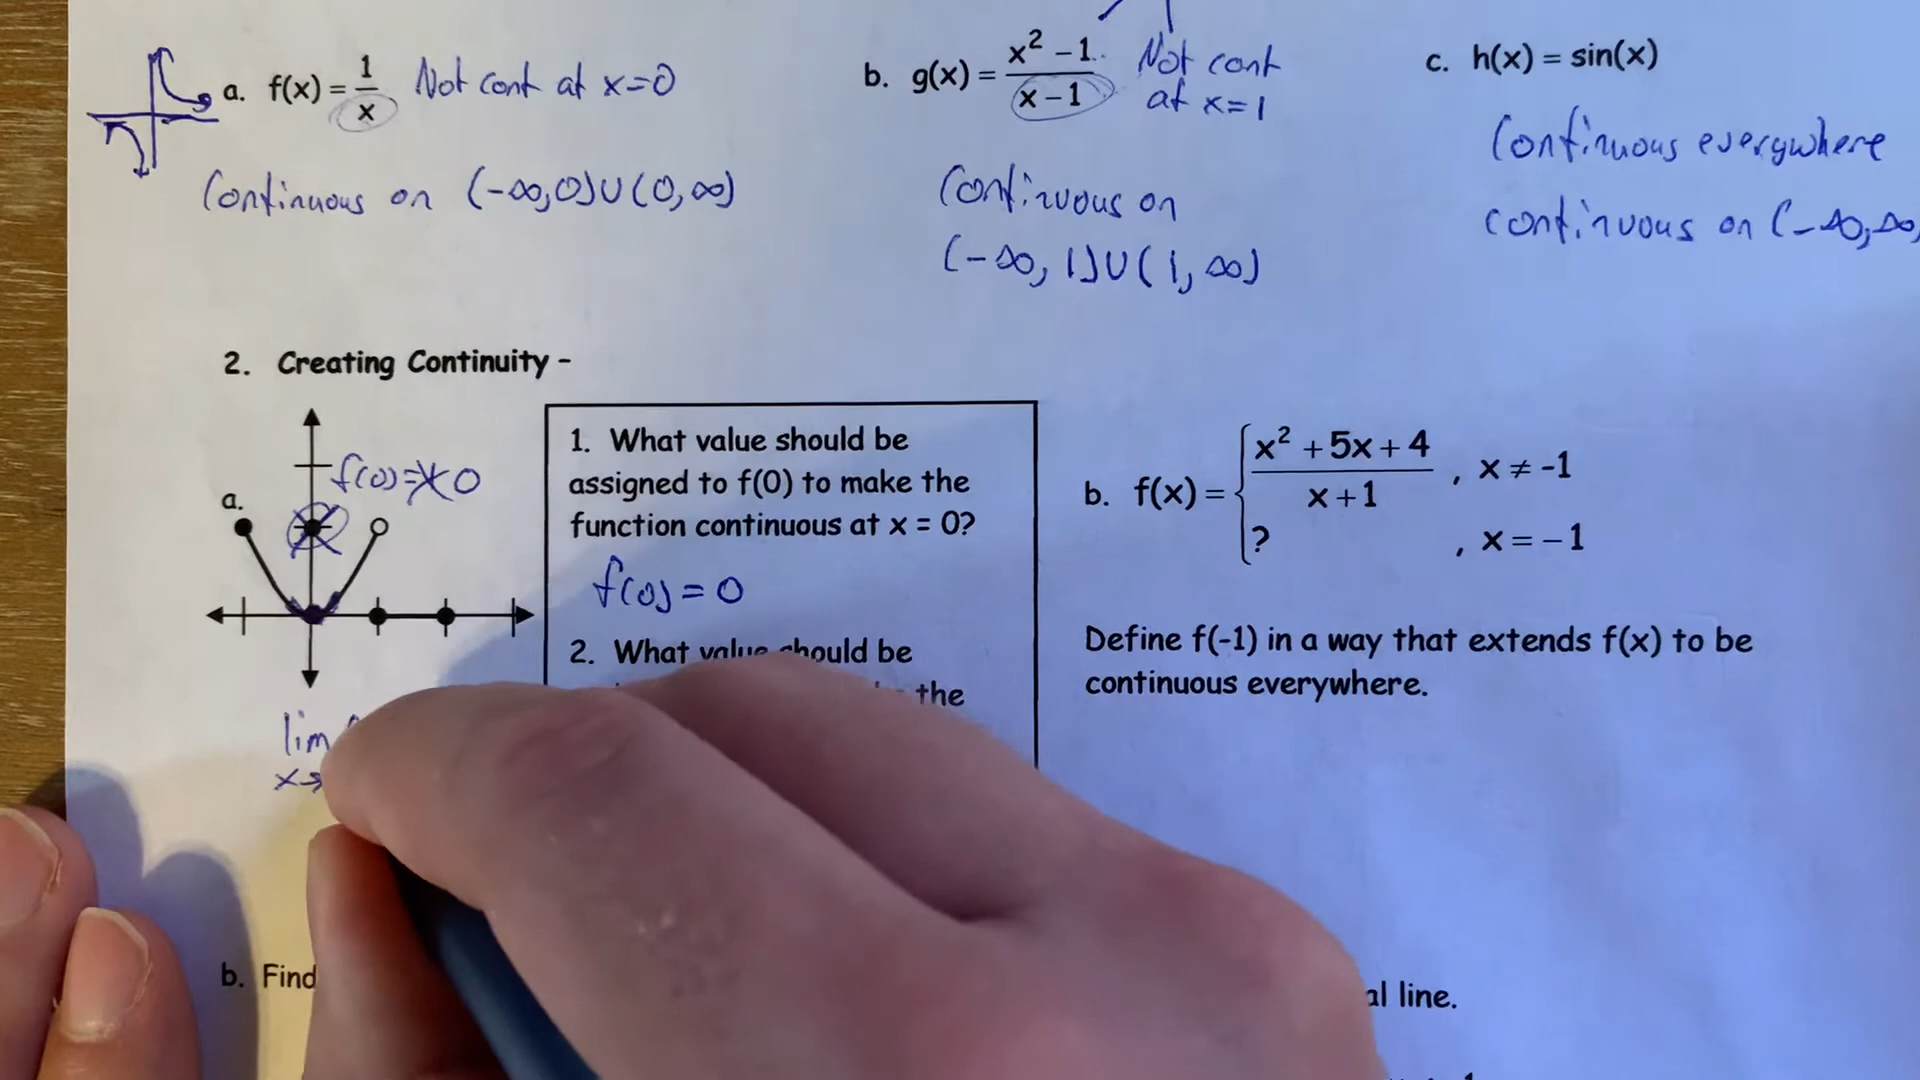 a. f(x) = 1/x Not cont at x=0
Continuous on (-∞,0)∪(0,∞)
b. g(x) = (x² − 1)/(x − 1) Not cont
at x=1
Continuous on
(-∞, 1)∪(1, ∞)
c. h(x) = sin(x)
Continuous everywhere
continuous on (-∞,∞
2. Creating Continuity -
a.
f(0)= 0
lim
x→
1. What value should be
assigned to f(0) to make the
function continuous at x = 0?
f(0) = 0
2. What value should be
the
b. f(x) = { (x² + 5x + 4)/(x + 1) , x ≠ -1
? , x = − 1
Define f(-1) in a way that extends f(x) to be
continuous everywhere.
b. Find
al line.